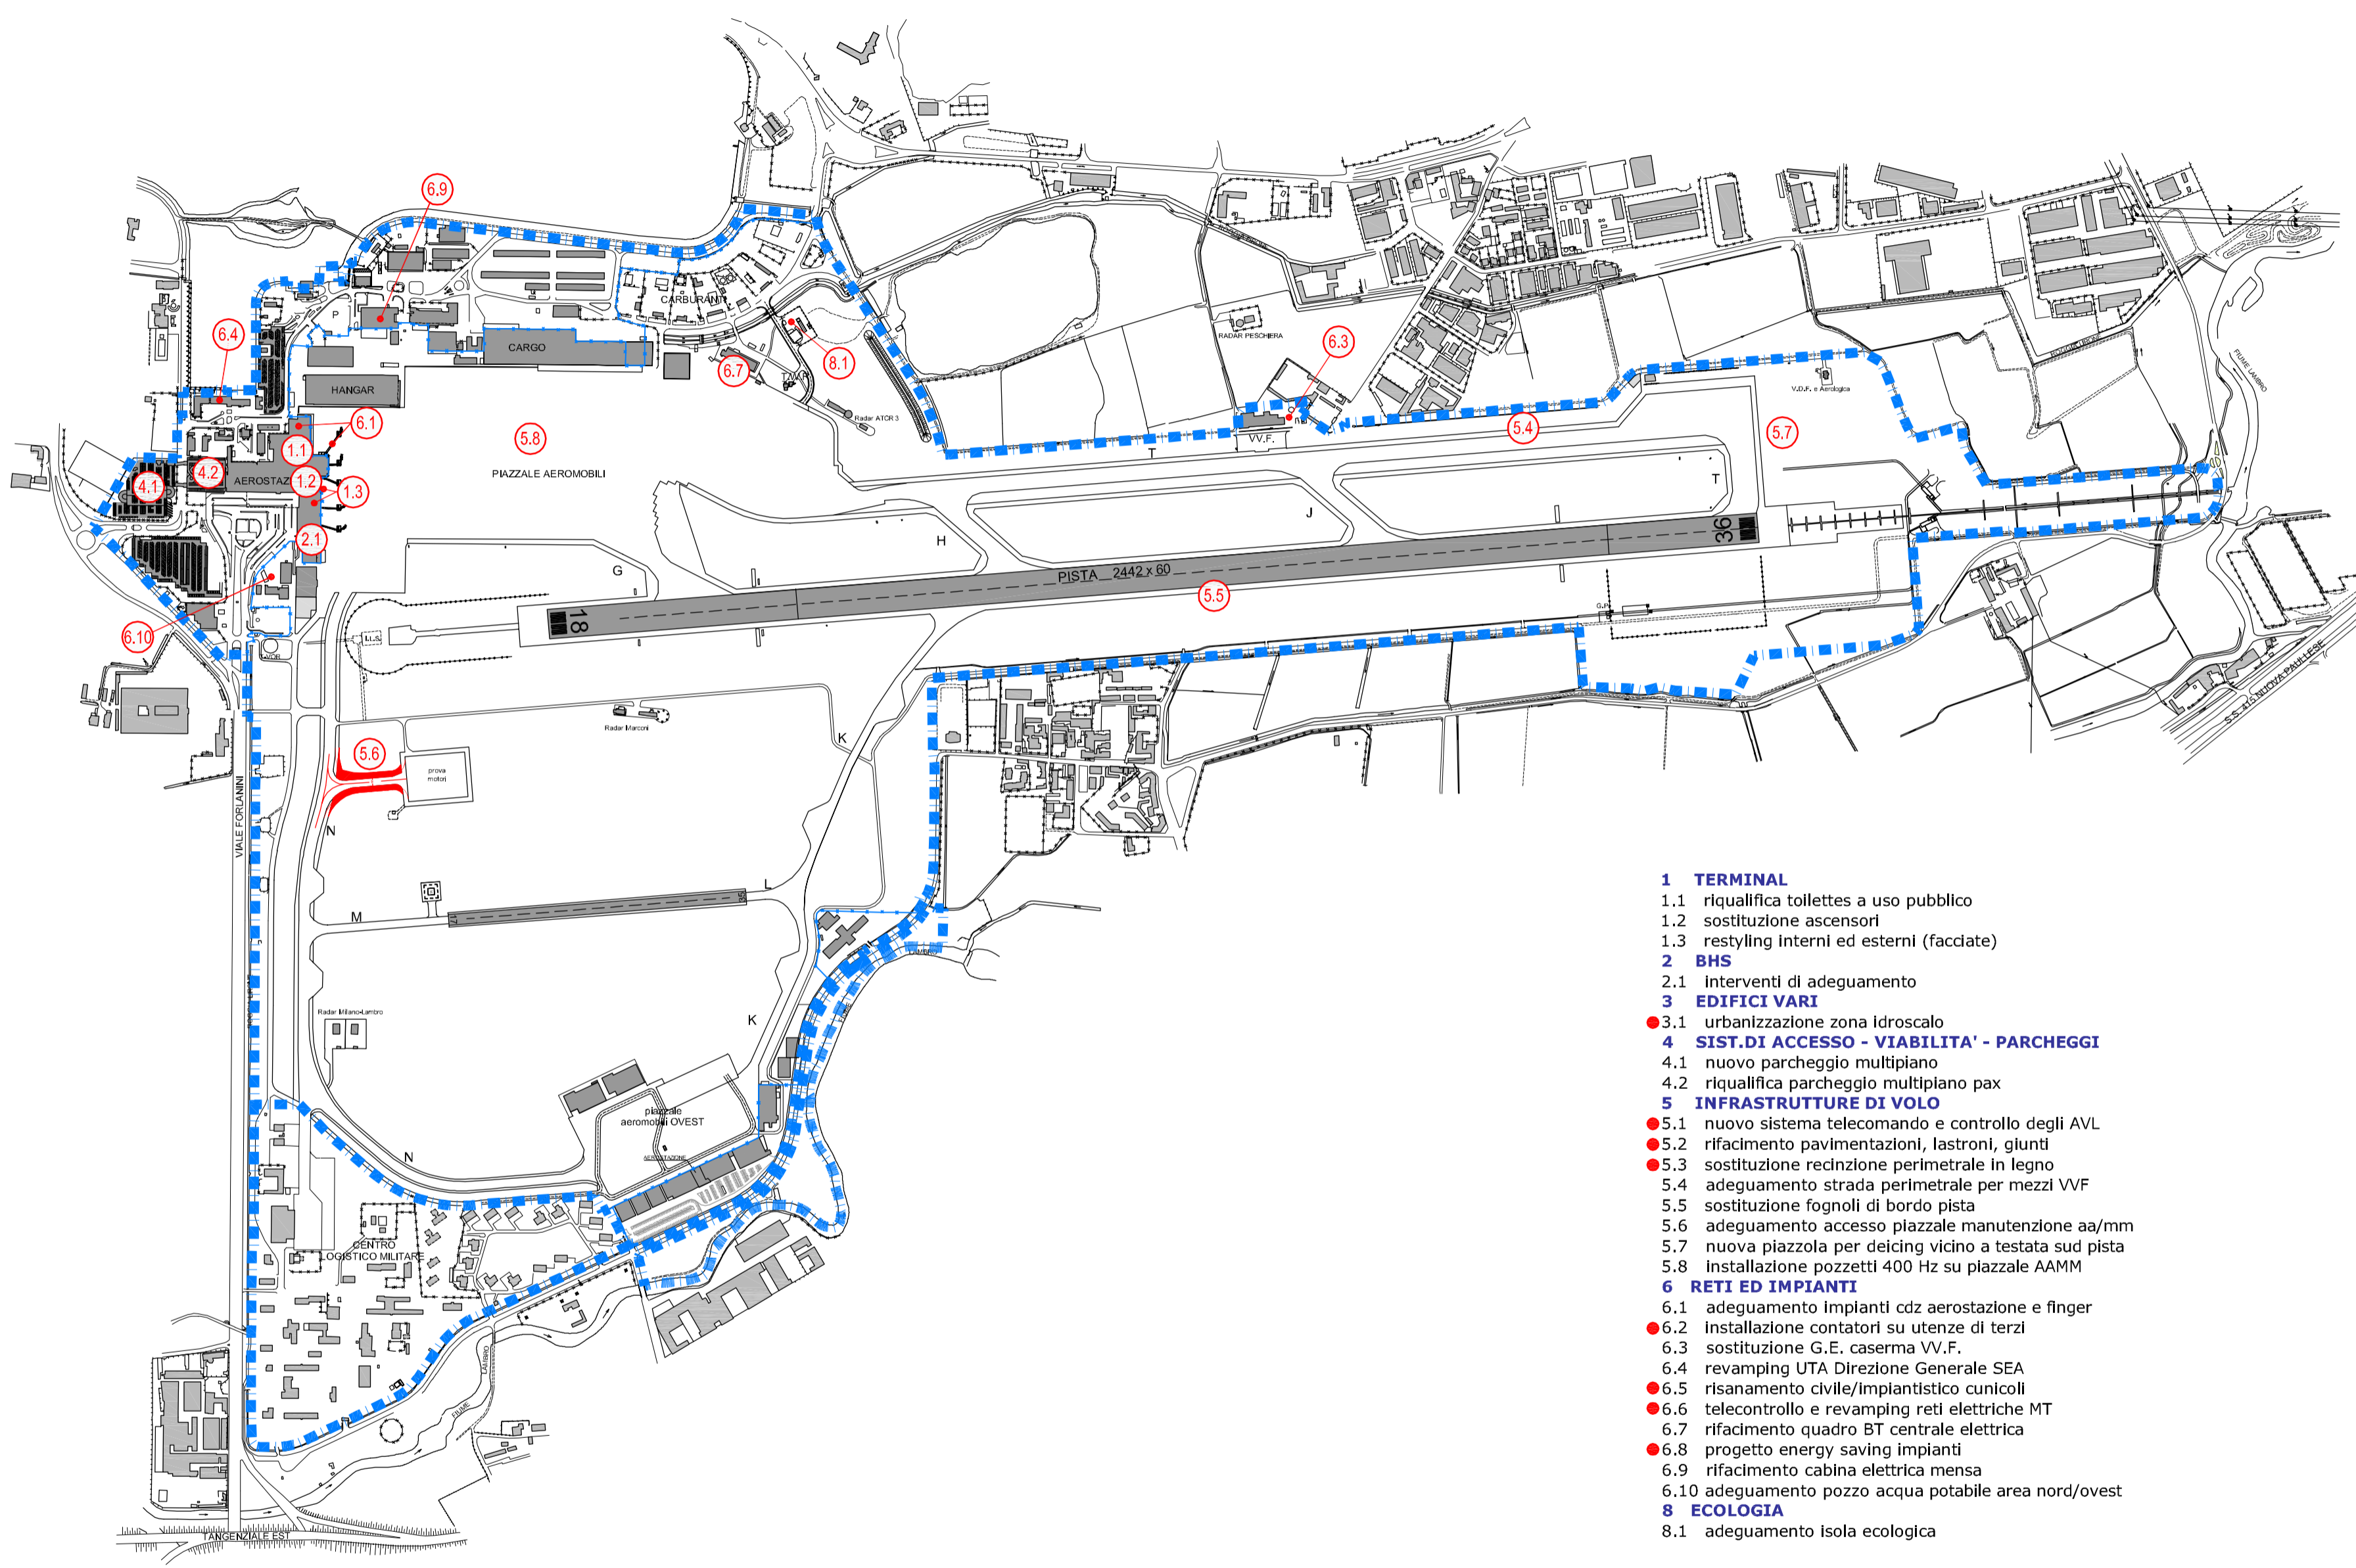 6.9
6.4
P
CARGO
HANGAR
CARBURANTI
6.7
8.1
Radar ATCR 3
RADAR PESCHIERA
6.3
VV.F.
V.D.F. e Aerologica
FIUME LAMBRO
6.1
1.1
5.8
PIAZZALE AEROMOBILI
T
5.4
5.7
T
4.1
4.2
AEROSTAZ
1.2
1.3
2.1
H
J
G
PISTA 2442 x 60
18
36
5.5
6.10
I.L.S.
VOR
G.P.
S.S. 415 NUOVA PAULLESE
Radar Marconi
K
5.6
prova
motori
N
VIALE FORLANINI
M
L
LAMBRO
Radar Milano-Lambro
K
piazzale
aeromobili OVEST
AEROSTAZIONE
N
CENTRO
LOGISTICO MILITARE
LAMBRO
FIUME
TANGENZIALE EST
1 TERMINAL
1.1 riqualifica toilettes a uso pubblico
1.2 sostituzione ascensori
1.3 restyling interni ed esterni (facciate)
2 BHS
2.1 interventi di adeguamento
3 EDIFICI VARI
3.1 urbanizzazione zona idroscalo
4 SIST.DI ACCESSO - VIABILITA' - PARCHEGGI
4.1 nuovo parcheggio multipiano
4.2 riqualifica parcheggio multipiano pax
5 INFRASTRUTTURE DI VOLO
5.1 nuovo sistema telecomando e controllo degli AVL
5.2 rifacimento pavimentazioni, lastroni, giunti
5.3 sostituzione recinzione perimetrale in legno
5.4 adeguamento strada perimetrale per mezzi VVF
5.5 sostituzione fognoli di bordo pista
5.6 adeguamento accesso piazzale manutenzione aa/mm
5.7 nuova piazzola per deicing vicino a testata sud pista
5.8 installazione pozzetti 400 Hz su piazzale AAMM
6 RETI ED IMPIANTI
6.1 adeguamento impianti cdz aerostazione e finger
6.2 installazione contatori su utenze di terzi
6.3 sostituzione G.E. caserma VV.F.
6.4 revamping UTA Direzione Generale SEA
6.5 risanamento civile/impiantistico cunicoli
6.6 telecontrollo e revamping reti elettriche MT
6.7 rifacimento quadro BT centrale elettrica
6.8 progetto energy saving impianti
6.9 rifacimento cabina elettrica mensa
6.10 adeguamento pozzo acqua potabile area nord/ovest
8 ECOLOGIA
8.1 adeguamento isola ecologica